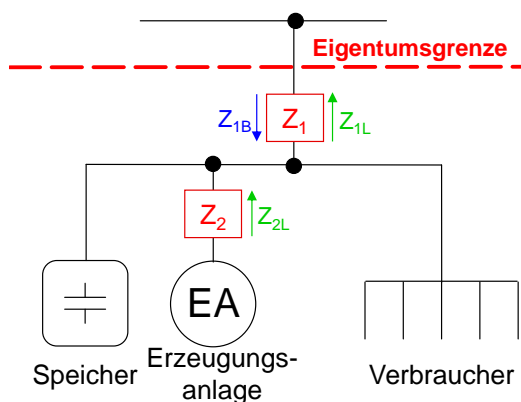 Eigentumsgrenze
Z1B Z1 Z1L
Z2 Z2L
EA
Speicher
Erzeugungs-
anlage
Verbraucher